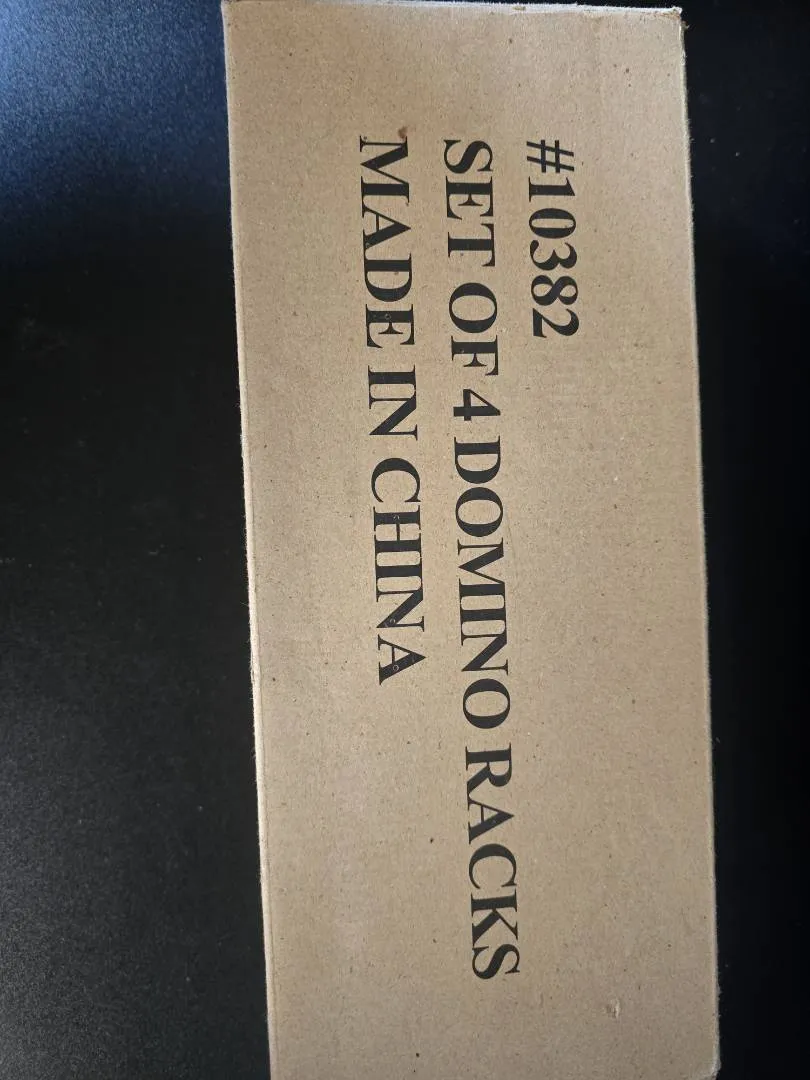 #10382
SET OF 4 DOMINO RACKS
MADE IN CHINA